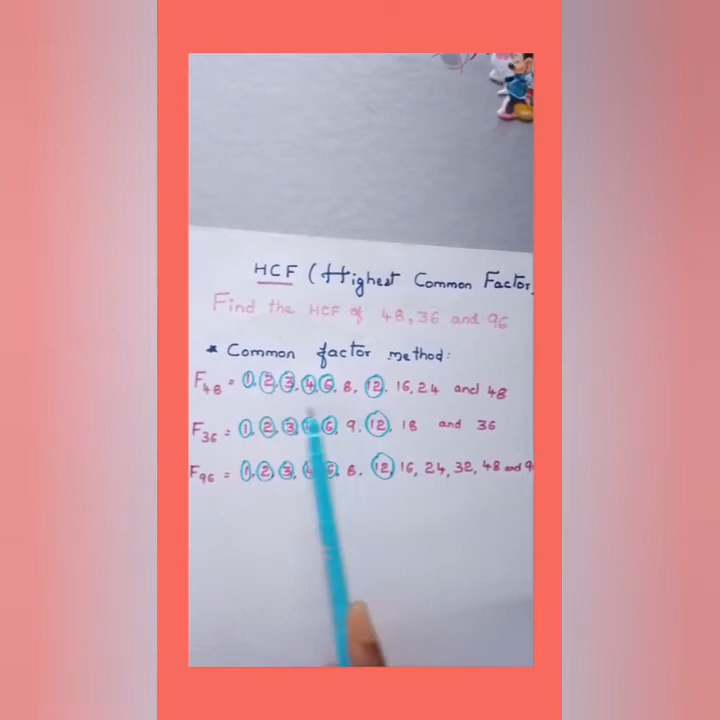 HCF (Highest Common Factor
Find the HCF of 48, 36 and 96
* Common factor method:
F48 = 1, 2, 3, 4, 6, 8, 12, 16, 24 and 48
F36 = 1, 2, 3, 4, 6, 9, 12, 18 and 36
F96 = 1, 2, 3, 4, 6, 8, 12, 16, 24, 32, 48 and 9